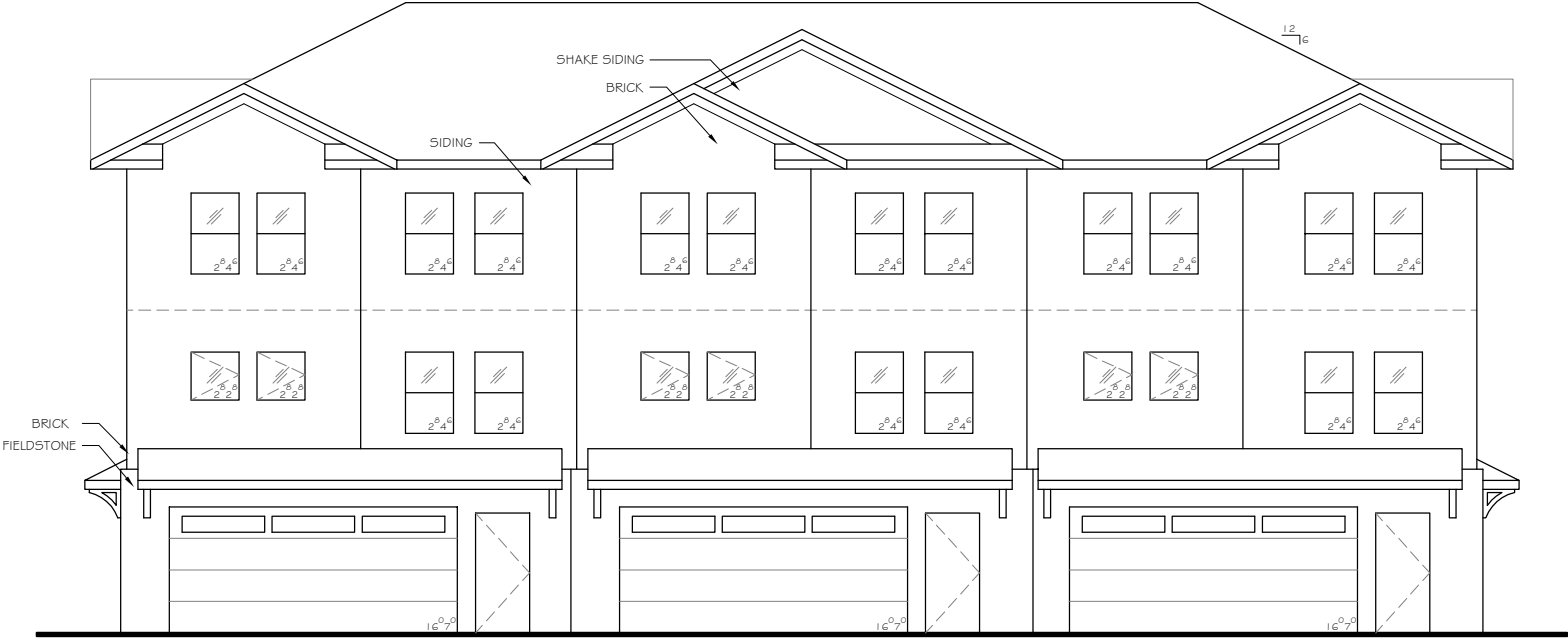 12
6
SHAKE SIDING
BRICK
SIDING
2⁸4⁶ 2⁸4⁶ 2⁸4⁶ 2⁸4⁶ 2⁸4⁶ 2⁸4⁶ 2⁸4⁶ 2⁸4⁶ 2⁸4⁶ 2⁸4⁶ 2⁸4⁶ 2⁸4⁶
2⁸2⁸ 2⁸2⁸ 2⁸2⁸ 2⁸2⁸ 2⁸2⁸ 2⁸2⁸
2⁸4⁶ 2⁸4⁶ 2⁸4⁶ 2⁸4⁶ 2⁸4⁶ 2⁸4⁶
BRICK
FIELDSTONE
16⁰7⁰ 16⁰7⁰ 16⁰7⁰